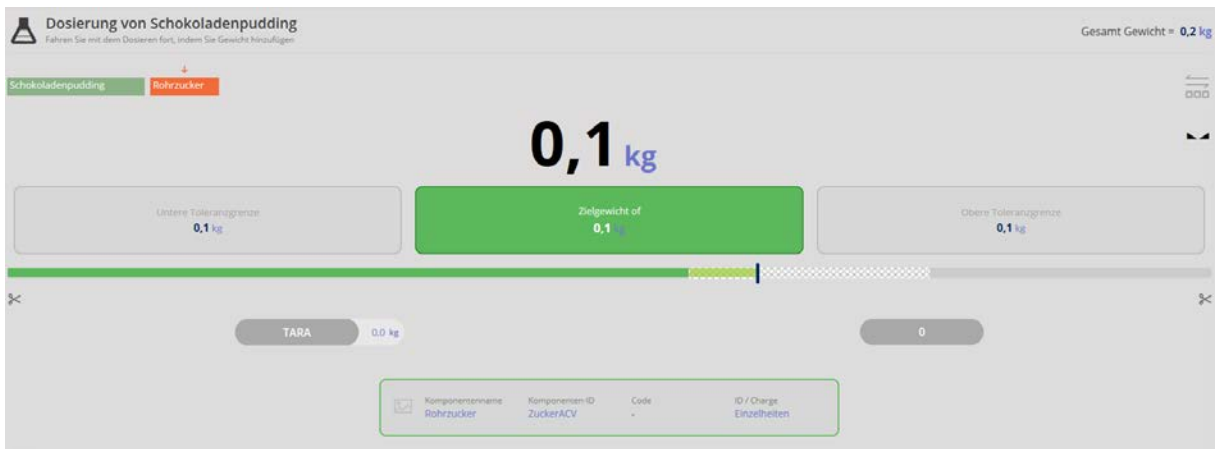 Dosierung von Schokoladenpudding
Fahren Sie mit dem Dosieren fort, indem Sie Gewicht hinzufügen
Gesamt Gewicht = 0,2 kg
Schokoladenpudding
Rohrzucker
0,1 kg
Untere Toleranzgrenze
0,1 kg
Zielgewicht of
0,1 kg
Obere Toleranzgrenze
0,1 kg
TARA 0.0 kg
0
Komponentenname Komponenten-ID Code ID / Charge
Rohrzucker ZuckerACV - Einzelheiten